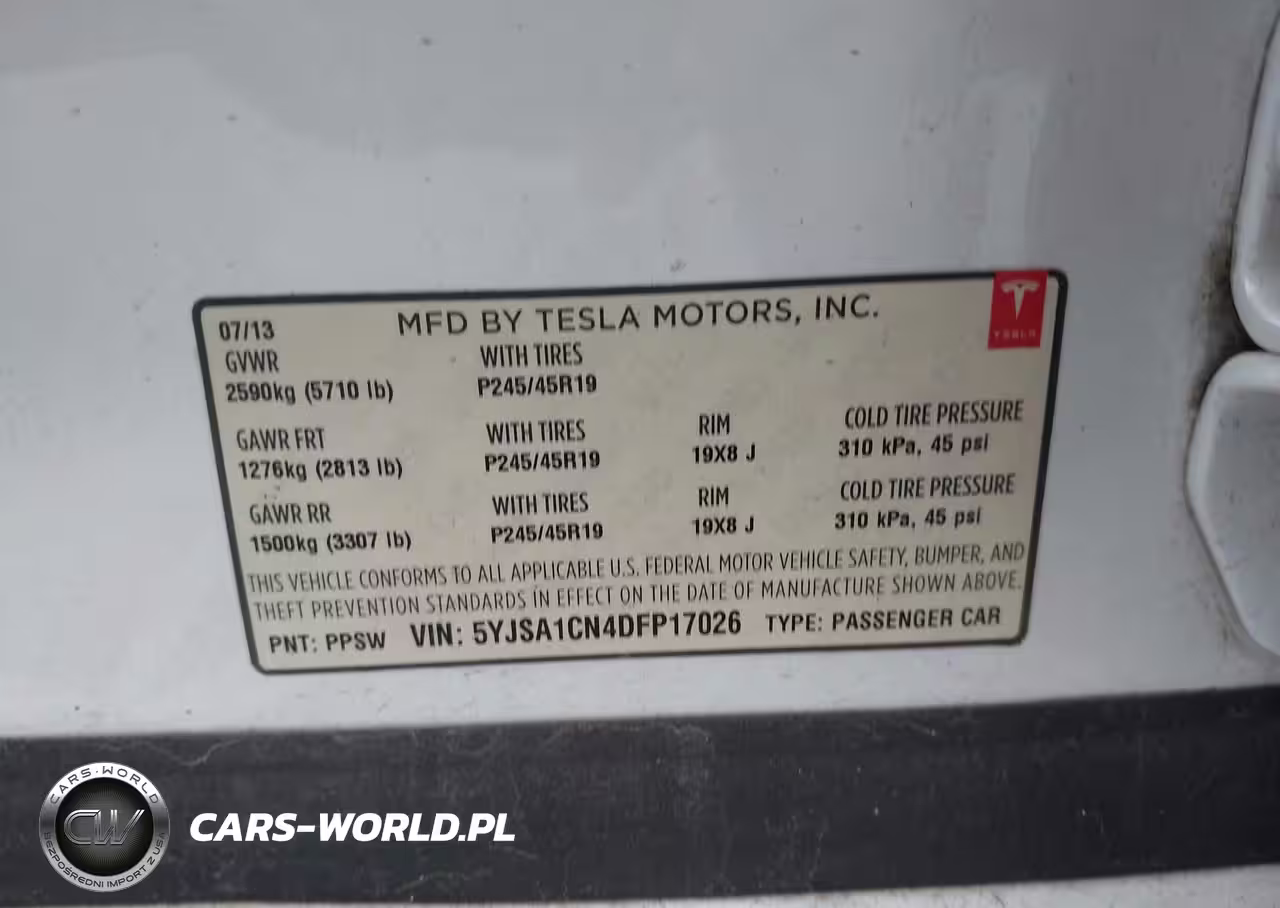 07/13 MFD BY TESLA MOTORS, INC.
TESLA
GVWR WITH TIRES
2590kg (5710 lb) P245/45R19
GAWR FRT WITH TIRES RIM COLD TIRE PRESSURE
1276kg (2813 lb) P245/45R19 19X8 J 310 kPa, 45 psi
GAWR RR WITH TIRES RIM COLD TIRE PRESSURE
1500kg (3307 lb) P245/45R19 19X8 J 310 kPa, 45 psi
THIS VEHICLE CONFORMS TO ALL APPLICABLE U.S. FEDERAL MOTOR VEHICLE SAFETY, BUMPER, AND
THEFT PREVENTION STANDARDS IN EFFECT ON THE DATE OF MANUFACTURE SHOWN ABOVE.
PNT: PPSW VIN: 5YJSA1CN4DFP17026 TYPE: PASSENGER CAR
CARS-WORLD
CW
BEZPOŚREDNI IMPORT Z USA
CARS-WORLD.PL